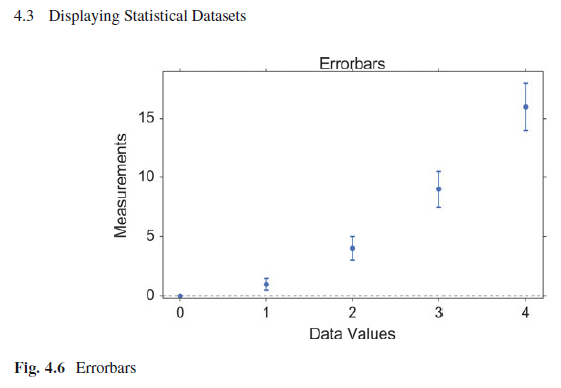 4.3 Displaying Statistical Datasets
Errorbars
15
10
5
0
Measurements
0 1 2 3 4
Data Values
Fig. 4.6 Errorbars